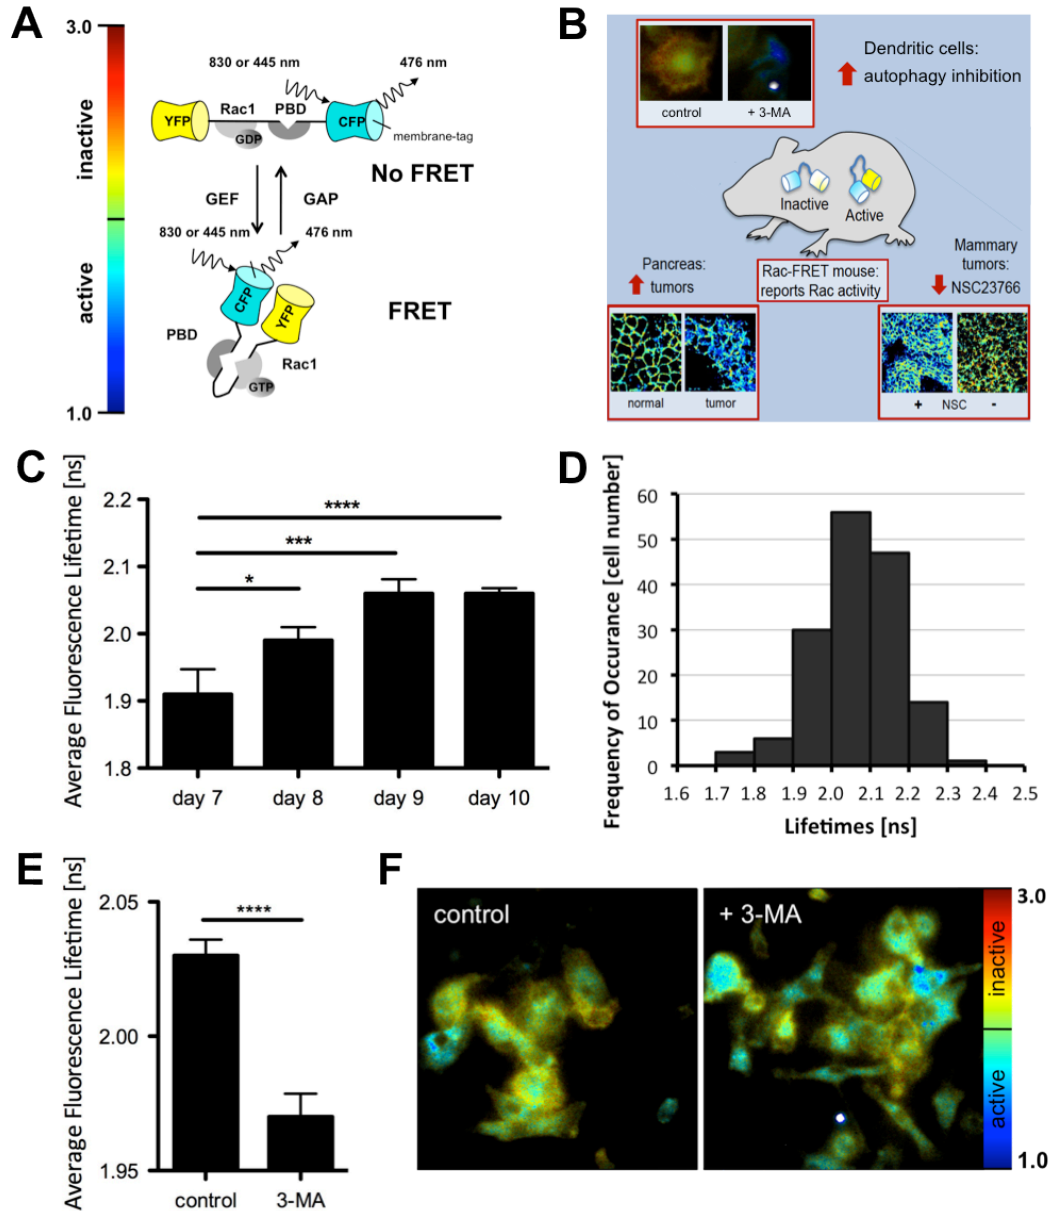 A
3.0
inactive
active
1.0
830 or 445 nm
476 nm
YFP
Rac1
PBD
CFP
GDP
membrane-tag
No FRET
GEF
GAP
830 or 445 nm
476 nm
CFP
YFP
FRET
PBD
Rac1
GTP
B
control
+ 3-MA
Dendritic cells:
autophagy inhibition
Inactive
Active
Pancreas:
tumors
Rac-FRET mouse:
reports Rac activity
Mammary
tumors:
NSC23766
normal
tumor
+ NSC -
C
Average Fluorescence Lifetime [ns]
2.2
2.1
2.0
1.9
1.8
****
***
*
day 7
day 8
day 9
day 10
D
Frequency of Occurance [cell number]
60
50
40
30
20
10
0
1.6 1.7 1.8 1.9 2.0 2.1 2.2 2.3 2.4 2.5
Lifetimes [ns]
E
Average Fluorescence Lifetime [ns]
2.05
2.00
1.95
****
control
3-MA
F
control
+ 3-MA
3.0
inactive
active
1.0